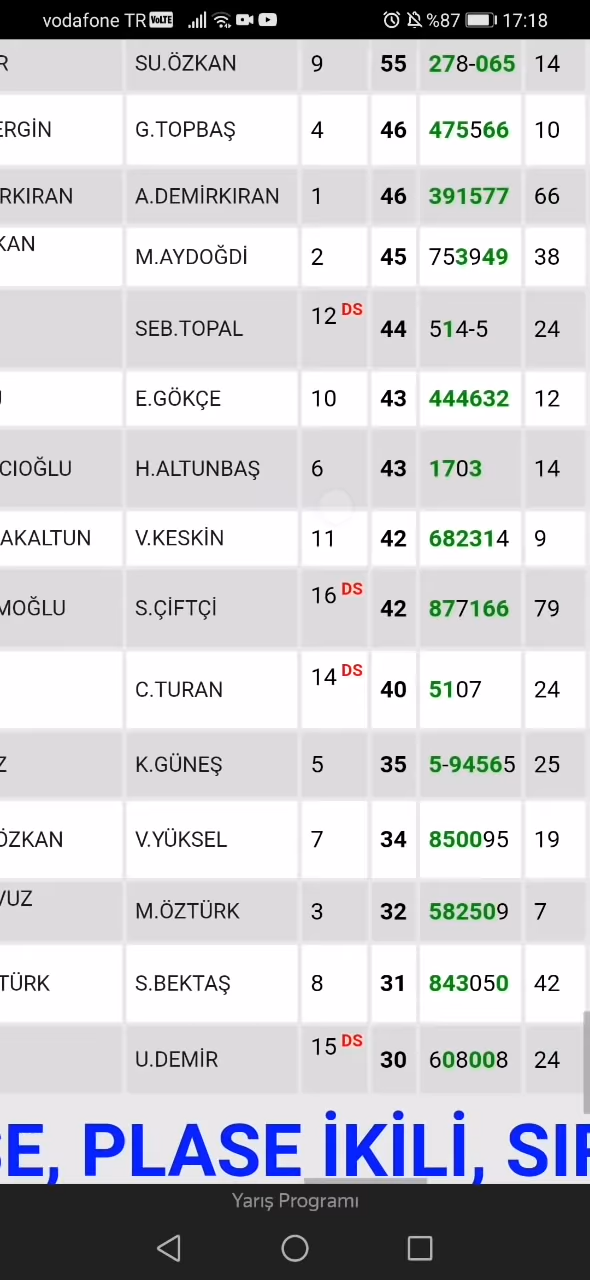 vodafone TR VoLTE %87 17:18
R SU.ÖZKAN 9 55 278-065 14
ERGİN G.TOPBAŞ 4 46 475566 10
RKIRAN A.DEMİRKIRAN 1 46 391577 66
KAN M.AYDOĞDİ 2 45 753949 38
SEB.TOPAL 12 DS 44 514-5 24
E.GÖKÇE 10 43 444632 12
CIOĞLU H.ALTUNBAŞ 6 43 1703 14
AKALTUN V.KESKİN 11 42 682314 9
MOĞLU S.ÇİFTÇİ 16 DS 42 877166 79
C.TURAN 14 DS 40 5107 24
Z K.GÜNEŞ 5 35 5-94565 25
ÖZKAN V.YÜKSEL 7 34 850095 19
VUZ M.ÖZTÜRK 3 32 582509 7
TÜRK S.BEKTAŞ 8 31 843050 42
U.DEMİR 15 DS 30 608008 24
SE, PLASE İKİLİ, SIR
Yarış Programı